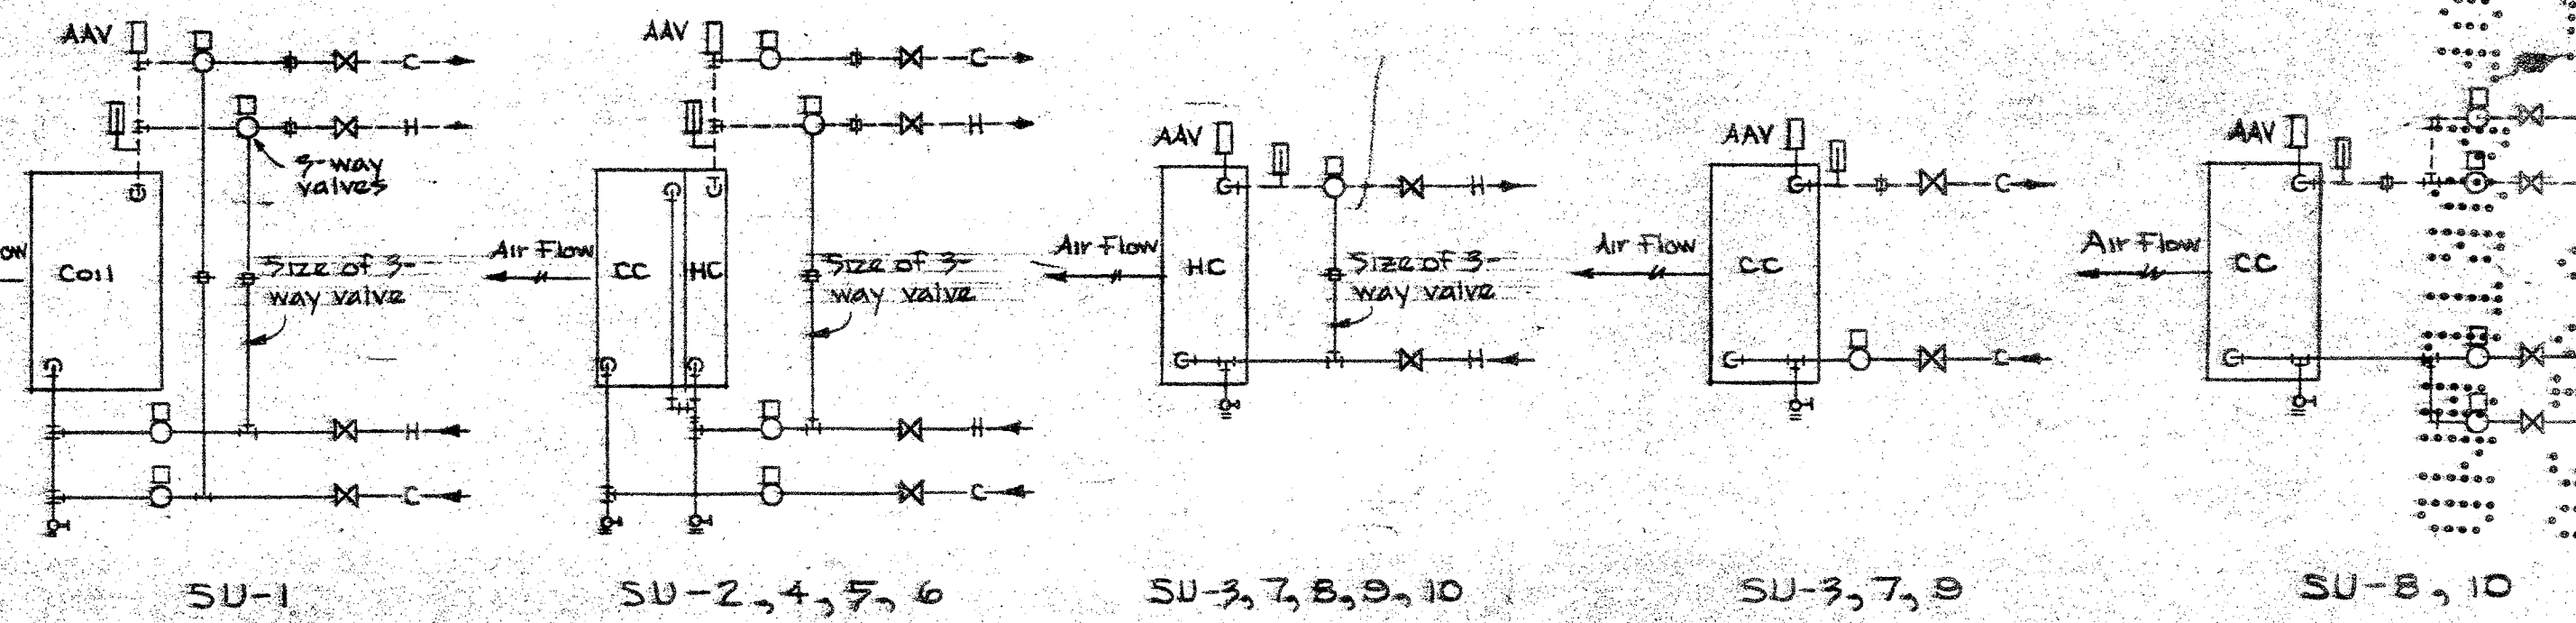 AAV
C
H
3-way
valves
ow
Coil
Size of 3-
way valve
H
C
SU-1
AAV
C
H
Air Flow
CC
HC
Size of 3-
way valve
H
C
SU-2, 4, 5, 6
AAV
H
Air Flow
HC
Size of 3-
way valve
H
SU-3, 7, 8, 9, 10
AAV
C
Air Flow
CC
C
SU-3, 7, 9
AAV
Air Flow
CC
SU-8, 10